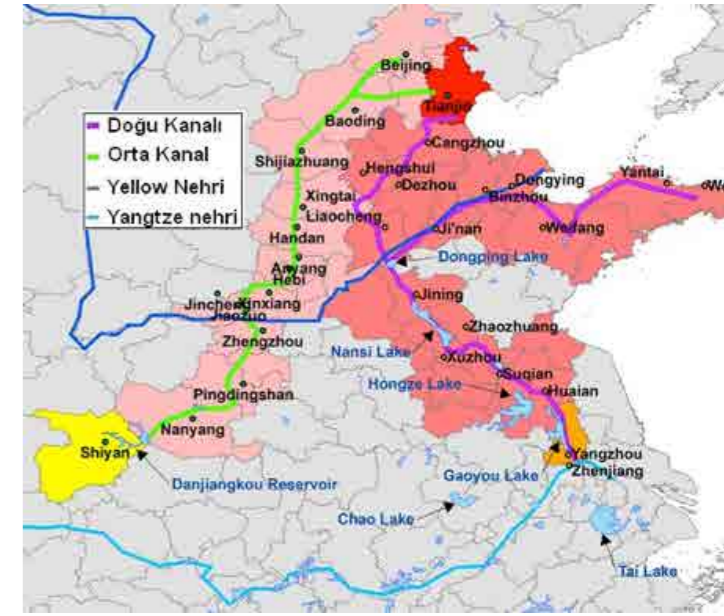 Beijing
Tianjin
Doğu Kanalı
Orta Kanal
Yellow Nehri
Yangtze nehri
Baoding
Cangzhou
Shijiazhuang
Hengshui
Dezhou
Xingtai
Liaocheng
Dongying
Binzhou
Yantai
We
Handan
Ji'nan
Weifang
Anyang
Hebi
Dongping Lake
Jincheng
Xinxiang
Jiaozuo
Jining
Zhengzhou
Zhaozhuang
Nansi Lake
Xuzhou
Pingdingshan
Hongze Lake
Suqian
Huaian
Nanyang
Shiyan
Danjiangkou Reservoir
Gaoyou Lake
Yangzhou
Zhenjiang
Chao Lake
Tai Lake